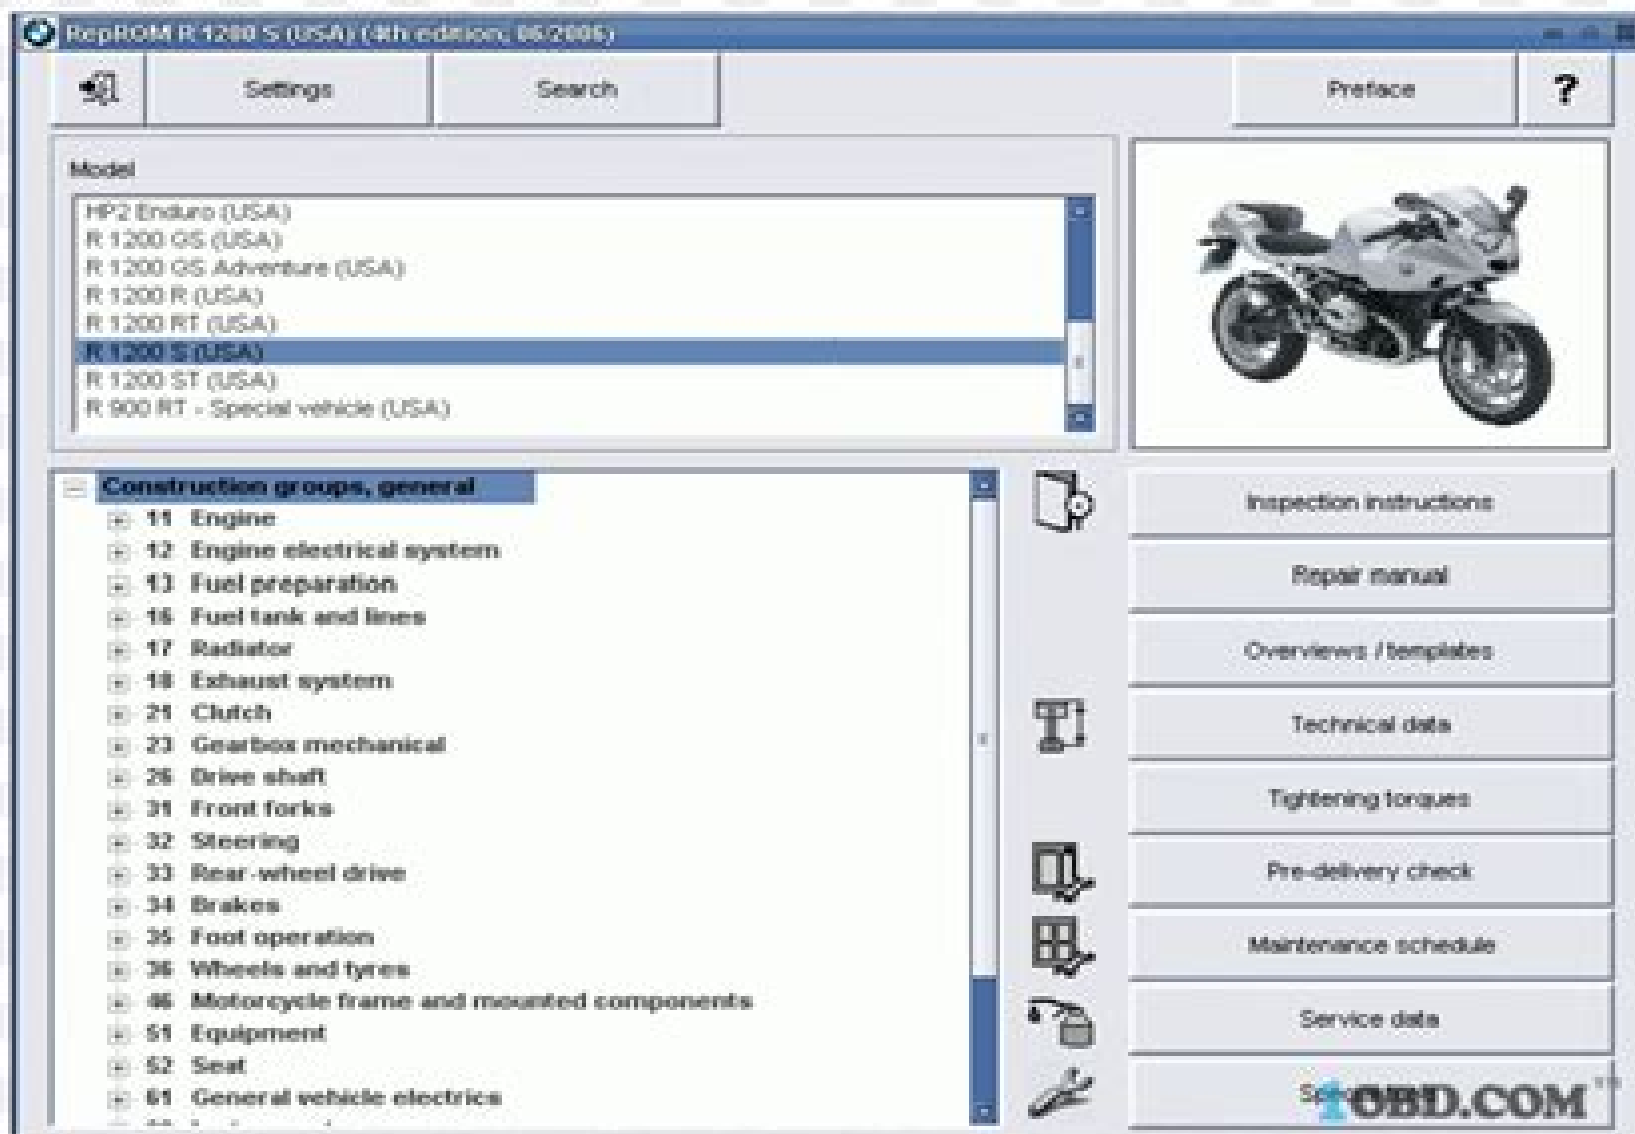 RepROM R 1200 S (USA) (4th edition, 06/2006)
Settings
Search
Preface
?
Model
HP2 Enduro (USA)
R 1200 GS (USA)
R 1200 GS Adventure (USA)
R 1200 R (USA)
R 1200 RT (USA)
R 1200 S (USA)
R 1200 ST (USA)
R 900 RT - Special vehicle (USA)
Construction groups, general
11 Engine
12 Engine electrical system
13 Fuel preparation
16 Fuel tank and lines
17 Radiator
18 Exhaust system
21 Clutch
23 Gearbox mechanical
26 Drive shaft
31 Front forks
32 Steering
33 Rear-wheel drive
34 Brakes
35 Foot operation
36 Wheels and tyres
46 Motorcycle frame and mounted components
51 Equipment
52 Seat
61 General vehicle electrics
Inspection instructions
Repair manual
Overviews / templates
Technical data
Tightening torques
Pre-delivery check
Maintenance schedule
Service data
1OBD.COM